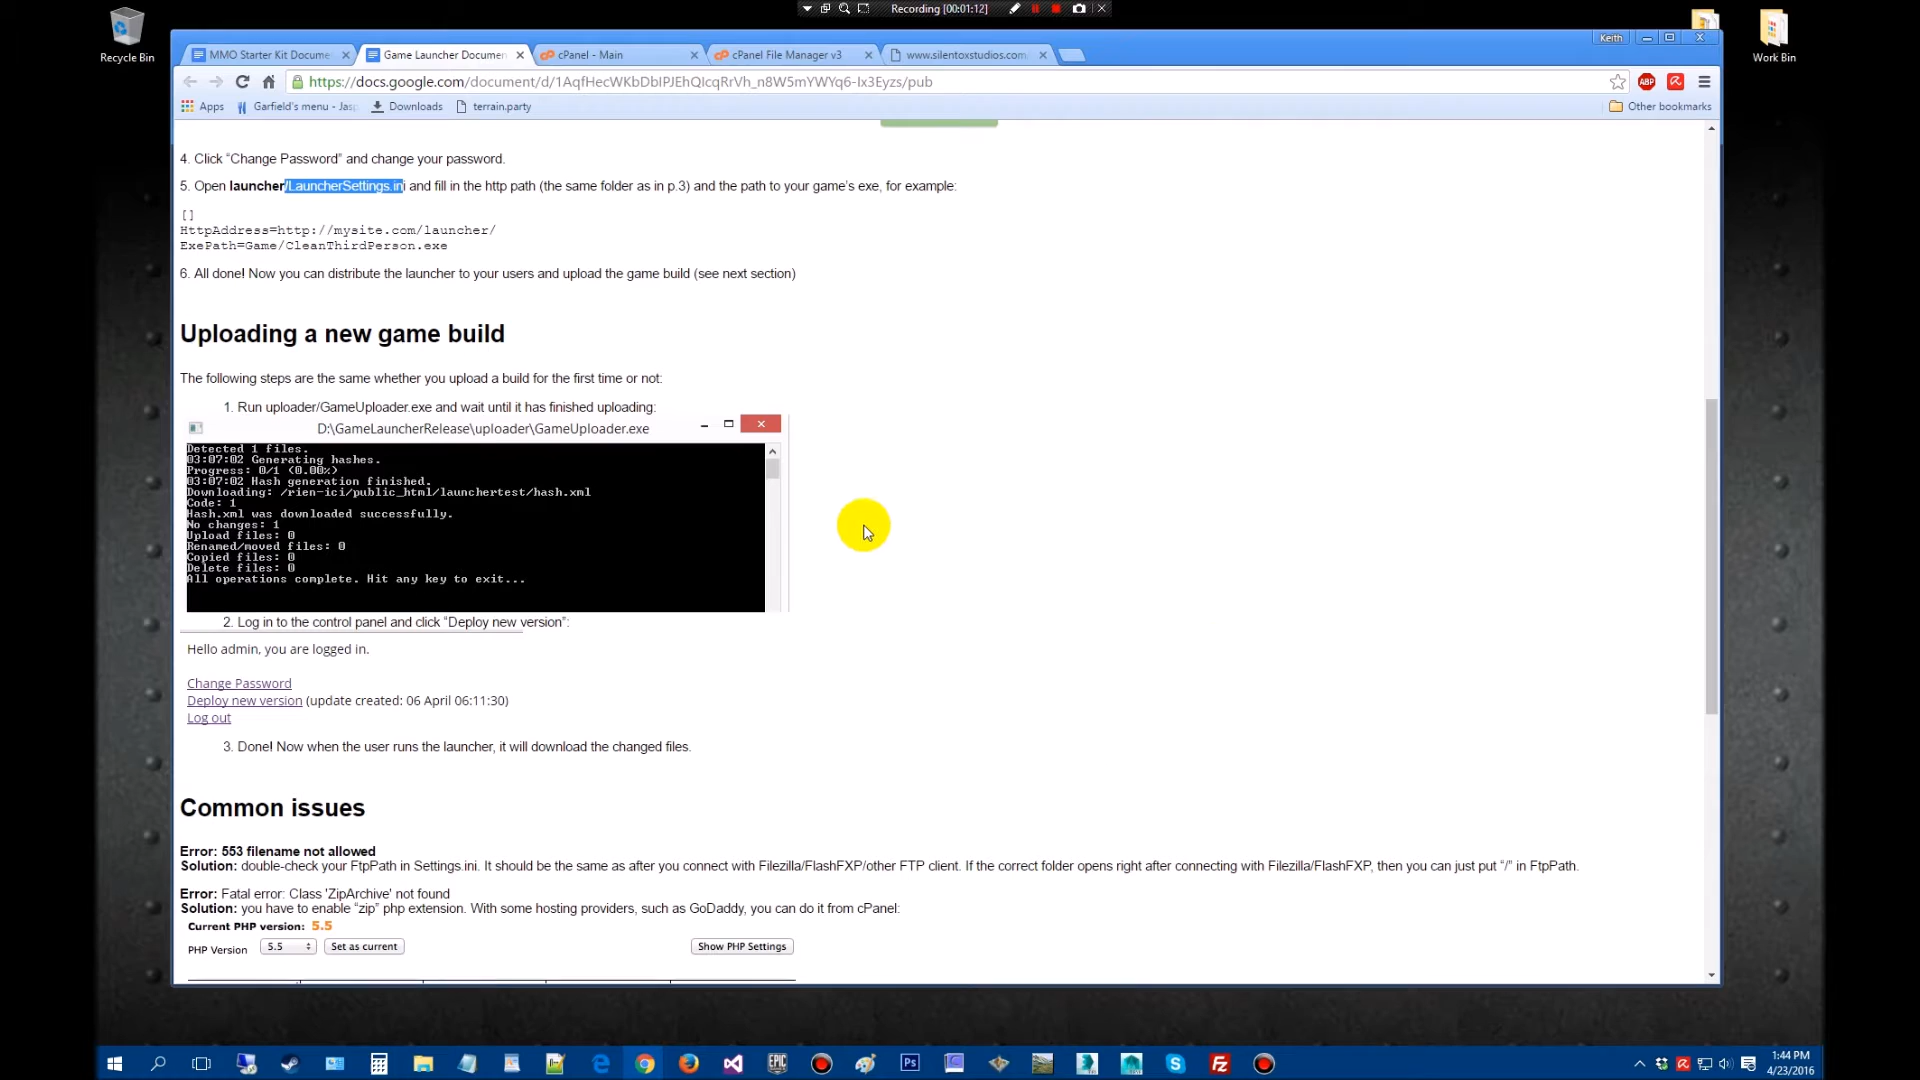 Recording [00:01:12]
Recycle Bin
Work Bin
Keith
MMO Starter Kit Docume
Game Launcher Documen
cPanel - Main
cPanel File Manager v3
www.silentoxstudios.com
https://docs.google.com/document/d/1AqfHecWKbDbIPJEhQIcqRrVh_n8W5mYWYq6-Ix3Eyzs/pub
ABP
Apps
Garfield's menu - Jasp
Downloads
terrain.party
Other bookmarks
4. Click “Change Password” and change your password.
5. Open launcher/LauncherSettings.ini and fill in the http path (the same folder as in p.3) and the path to your game's exe, for example:
[]
HttpAddress=http://mysite.com/launcher/
ExePath=Game/CleanThirdPerson.exe
6. All done! Now you can distribute the launcher to your users and upload the game build (see next section)
Uploading a new game build
The following steps are the same whether you upload a build for the first time or not:
1. Run uploader/GameUploader.exe and wait until it has finished uploading:
D:\GameLauncherRelease\uploader\GameUploader.exe
Detected 1 files.
03:07:02 Generating hashes.
Progress: 0/1 (0.00%)
03:07:02 Hash generation finished.
Downloading: /rien-ici/public_html/launchertest/hash.xml
Code: 1
Hash.xml was downloaded successfully.
No changes: 1
Upload files: 0
Renamed/moved files: 0
Copied files: 0
Delete files: 0
All operations complete. Hit any key to exit...
2. Log in to the control panel and click “Deploy new version”:
Hello admin, you are logged in.
Change Password
Deploy new version (update created: 06 April 06:11:30)
Log out
3. Done! Now when the user runs the launcher, it will download the changed files.
Common issues
Error: 553 filename not allowed
Solution: double-check your FtpPath in Settings.ini. It should be the same as after you connect with Filezilla/FlashFXP/other FTP client. If the correct folder opens right after connecting with Filezilla/FlashFXP, then you can just put “/” in FtpPath.
Error: Fatal error: Class 'ZipArchive' not found
Solution: you have to enable “zip” php extension. With some hosting providers, such as GoDaddy, you can do it from cPanel:
Current PHP version: 5.5
PHP Version 5.5 Set as current Show PHP Settings
EPIC
Ps
Fz
1:44 PM
4/23/2016